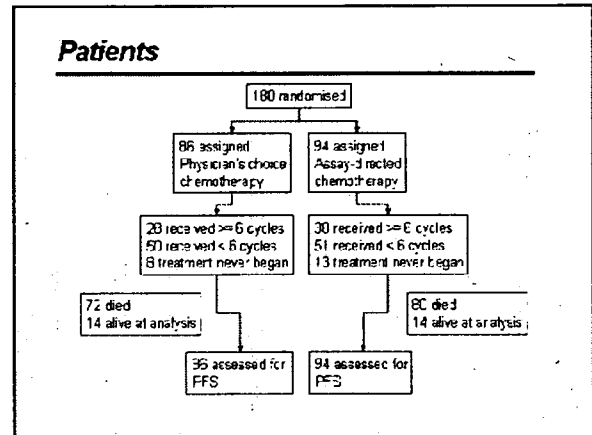 Patients
180 randomised
86 assigned
Physician's choice
chemotherapy
94 assigned
Assay-directed
chemotherapy
28 received >= 6 cycles
50 received < 6 cycles
8 treatment never began
30 received >= 6 cycles
51 received < 6 cycles
13 treatment never began
72 died
14 alive at analysis
80 died
14 alive at analysis
86 assessed for
PFS
94 assessed for
PFS